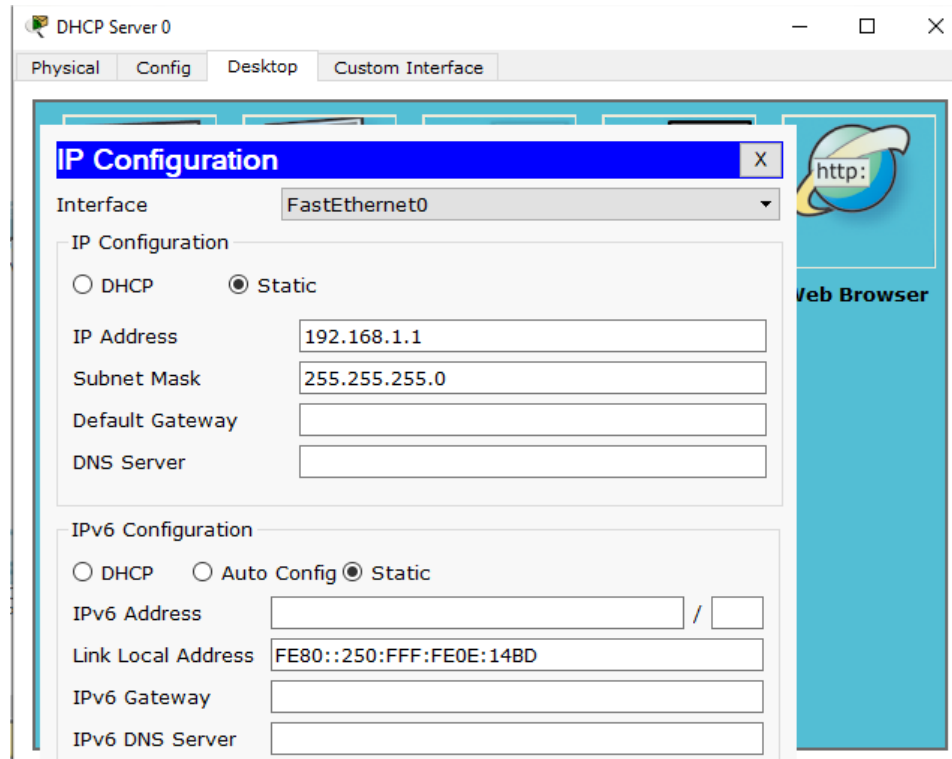 DHCP Server 0
Physical Config Desktop Custom Interface
http:
IP Configuration X
Interface FastEthernet0
IP Configuration
DHCP Static
Web Browser
IP Address 192.168.1.1
Subnet Mask 255.255.255.0
Default Gateway
DNS Server
IPv6 Configuration
DHCP Auto Config Static
IPv6 Address /
Link Local Address FE80::250:FFF:FE0E:14BD
IPv6 Gateway
IPv6 DNS Server